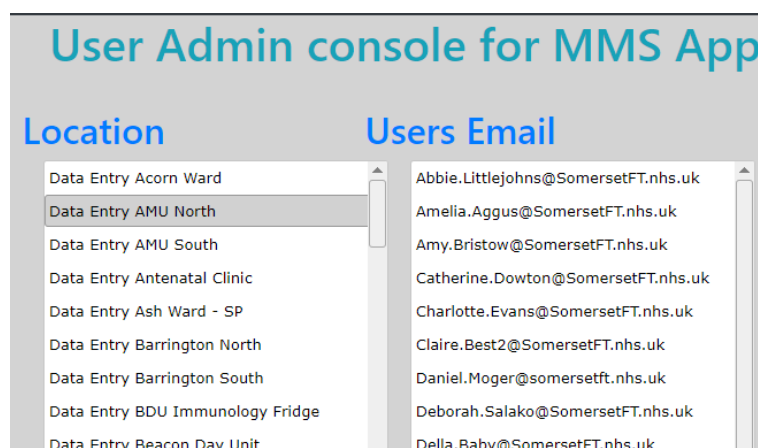 User Admin console for MMS App
Location
Users Email
Data Entry Acorn Ward
Data Entry AMU North
Data Entry AMU South
Data Entry Antenatal Clinic
Data Entry Ash Ward - SP
Data Entry Barrington North
Data Entry Barrington South
Data Entry BDU Immunology Fridge
Data Entry Beacon Day Unit
Abbie.Littlejohns@SomersetFT.nhs.uk
Amelia.Aggus@SomersetFT.nhs.uk
Amy.Bristow@SomersetFT.nhs.uk
Catherine.Dowton@SomersetFT.nhs.uk
Charlotte.Evans@SomersetFT.nhs.uk
Claire.Best2@SomersetFT.nhs.uk
Daniel.Moger@somersetft.nhs.uk
Deborah.Salako@SomersetFT.nhs.uk
Della.Baby@SomersetFT.nhs.uk